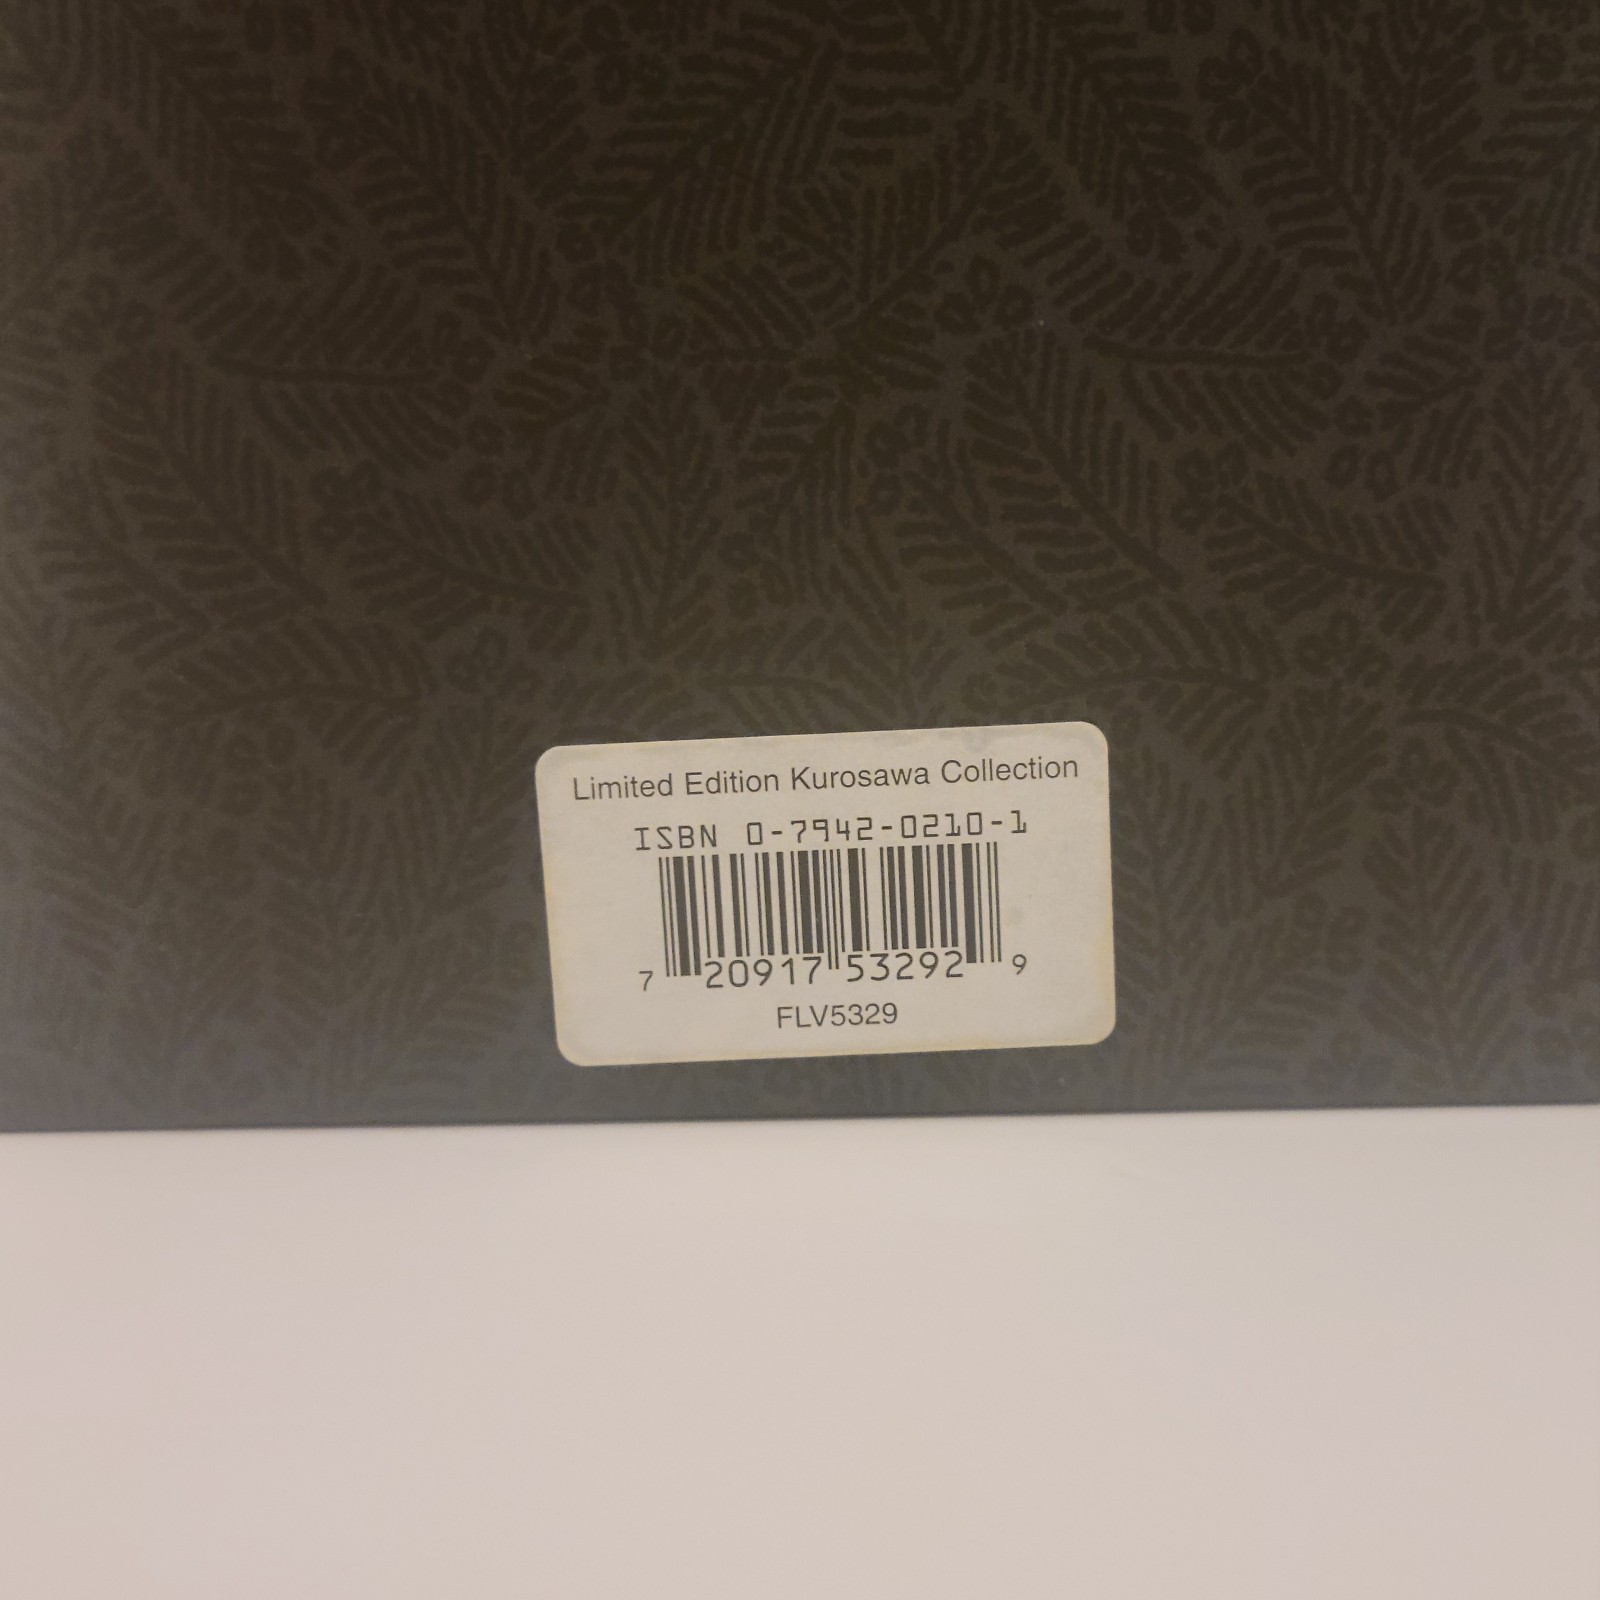 Limited Edition Kurosawa Collection
ISBN 0-7942-0210-1
7 20917 53292 9
FLV5329